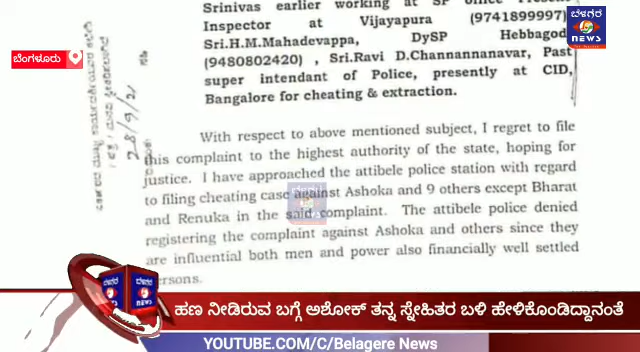 Srinivas earlier working at SP office Present
Inspector at Vijayapura (9741899997)
Sri.H.M.Mahadevappa, DySP Hebbagod
(9480802420) , Sri.Ravi D.Channannanavar, Past
super intendant of Police, presently at CID,
Bangalore for cheating & extraction.
With respect to above mentioned subject, I regret to file
this complaint to the highest authority of the state, hoping for
justice. I have approached the attibele police station with regard
to filing cheating case against Ashoka and 9 others except Bharat
and Renuka in the said complaint. The attibele police denied
registering the complaint against Ashoka and others since they
are influential both men and power also financially well settled
persons.
28/9/21
ಬೆಂಗಳೂರು
ಬೆಳಗೆರೆ
NEWS
ಹಣ ನೀಡಿರುವ ಬಗ್ಗೆ ಅಶೋಕ್ ತನ್ನ ಸ್ನೇಹಿತರ ಬಳಿ ಹೇಳಿಕೊಂಡಿದ್ದಾನಂತೆ
YOUTUBE.COM/C/Belagere News